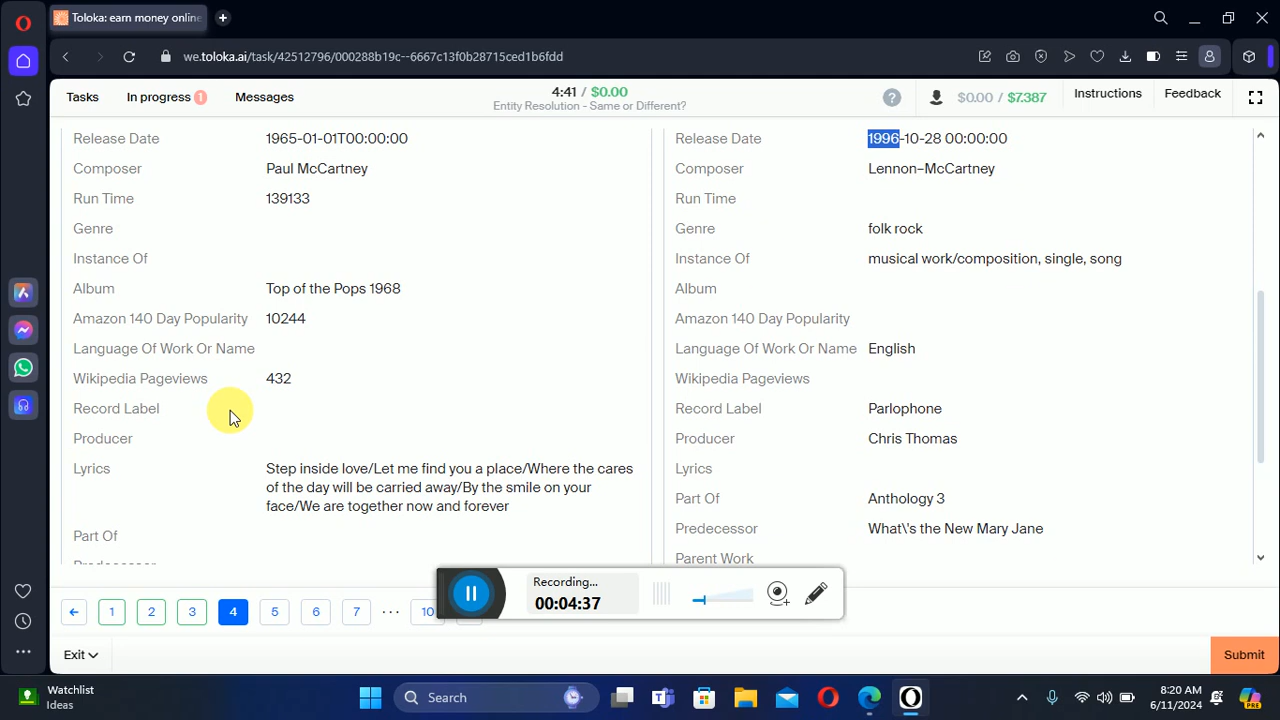 Toloka: earn money online
we.toloka.ai/task/42512796/000288b19c--6667c13f0b28715ced1b6fdd
Tasks
In progress 1
Messages
4:41 / $0.00
Entity Resolution - Same or Different?
?
$0.00 / $7.387
Instructions
Feedback
Release Date 1965-01-01T00:00:00
Composer Paul McCartney
Run Time 139133
Genre
Instance Of
Album Top of the Pops 1968
Amazon 140 Day Popularity 10244
Language Of Work Or Name
Wikipedia Pageviews 432
Record Label
Producer
Lyrics Step inside love/Let me find you a place/Where the cares
of the day will be carried away/By the smile on your
face/We are together now and forever
Part Of
Predecessor
Release Date 1996-10-28 00:00:00
Composer Lennon–McCartney
Run Time
Genre folk rock
Instance Of musical work/composition, single, song
Album
Amazon 140 Day Popularity
Language Of Work Or Name English
Wikipedia Pageviews
Record Label Parlophone
Producer Chris Thomas
Lyrics
Part Of Anthology 3
Predecessor What\'s the New Mary Jane
Parent Work
Recording...
00:04:37
1 2 3 4 5 6 7 ... 10
Exit
Submit
Watchlist
Ideas
Search
8:20 AM
6/11/2024
PRE